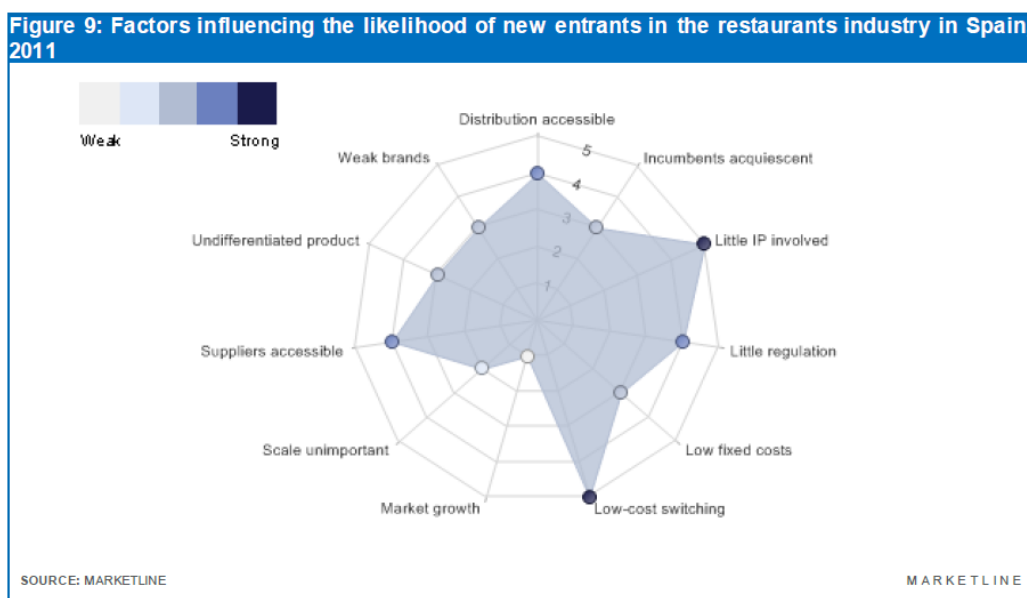 Figure 9: Factors influencing the likelihood of new entrants in the restaurants industry in Spain
2011
Weak Strong
Distribution accessible
Weak brands
Incumbents acquiescent
5
4
3
2
1
Undifferentiated product
Little IP involved
Suppliers accessible
Little regulation
Scale unimportant
Low fixed costs
Market growth
Low-cost switching
SOURCE: MARKETLINE
MARKETLINE